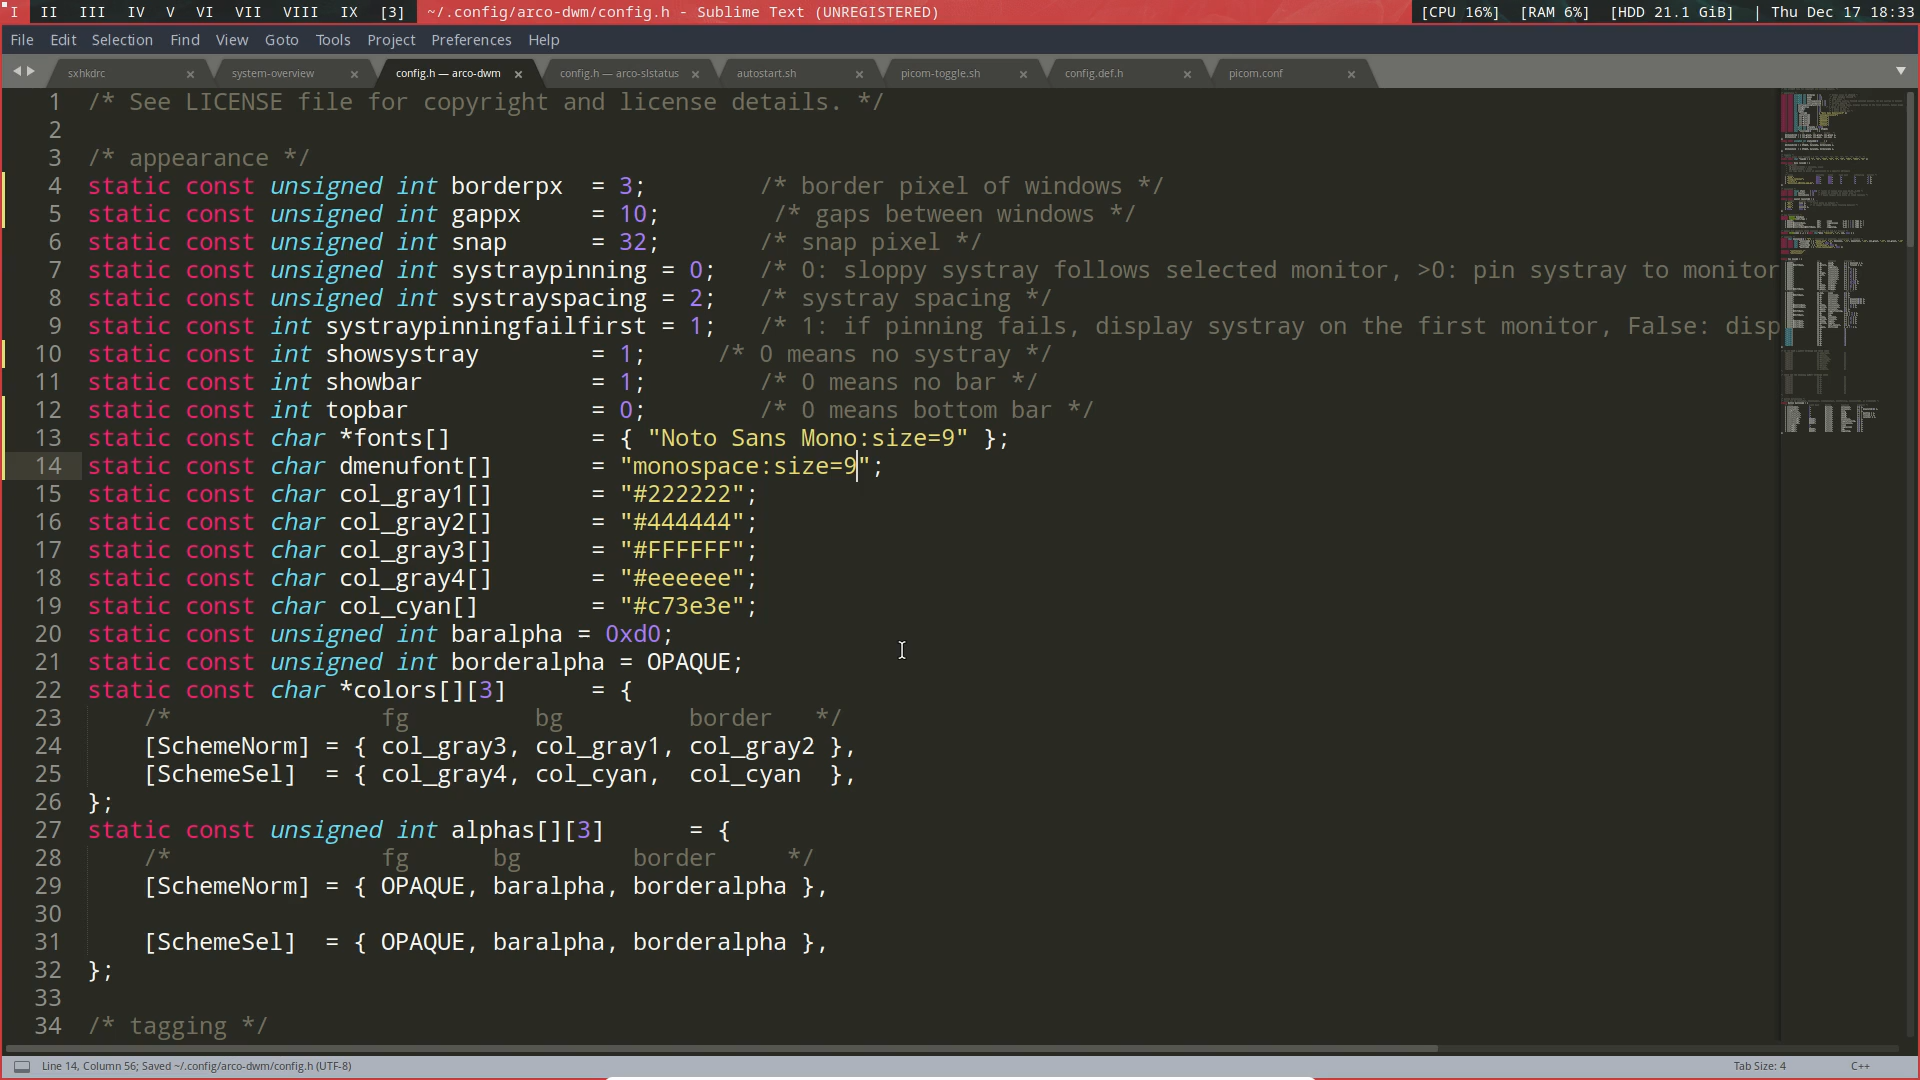 I II III IV V VI VII VIII IX [3] ~/.config/arco-dwm/config.h - Sublime Text (UNREGISTERED) [CPU 16%] [RAM 6%] [HDD 21.1 GiB] | Thu Dec 17 18:33
File Edit Selection Find View Goto Tools Project Preferences Help
sxhkdrc × system-overview × config.h — arco-dwm × config.h — arco-slstatus × autostart.sh × picom-toggle.sh × config.def.h × picom.conf ×
1 /* See LICENSE file for copyright and license details. */
2
3 /* appearance */
4 static const unsigned int borderpx  = 3;        /* border pixel of windows */
5 static const unsigned int gappx     = 10;        /* gaps between windows */
6 static const unsigned int snap      = 32;       /* snap pixel */
7 static const unsigned int systraypinning = 0;   /* 0: sloppy systray follows selected monitor, >0: pin systray to monitor
8 static const unsigned int systrayspacing = 2;   /* systray spacing */
9 static const int systraypinningfailfirst = 1;   /* 1: if pinning fails, display systray on the first monitor, False: disp
10 static const int showsystray        = 1;     /* 0 means no systray */
11 static const int showbar            = 1;        /* 0 means no bar */
12 static const int topbar             = 0;        /* 0 means bottom bar */
13 static const char *fonts[]          = { "Noto Sans Mono:size=9" };
14 static const char dmenufont[]       = "monospace:size=9";
15 static const char col_gray1[]       = "#222222";
16 static const char col_gray2[]       = "#444444";
17 static const char col_gray3[]       = "#FFFFFF";
18 static const char col_gray4[]       = "#eeeeee";
19 static const char col_cyan[]        = "#c73e3e";
20 static const unsigned int baralpha = 0xd0;
21 static const unsigned int borderalpha = OPAQUE;
22 static const char *colors[][3]      = {
23     /*               fg         bg         border   */
24     [SchemeNorm] = { col_gray3, col_gray1, col_gray2 },
25     [SchemeSel]  = { col_gray4, col_cyan,  col_cyan  },
26 };
27 static const unsigned int alphas[][3]      = {
28     /*               fg      bg        border     */
29     [SchemeNorm] = { OPAQUE, baralpha, borderalpha },
30
31     [SchemeSel]  = { OPAQUE, baralpha, borderalpha },
32 };
33
34 /* tagging */
Line 14, Column 56; Saved ~/.config/arco-dwm/config.h (UTF-8) Tab Size: 4 C++